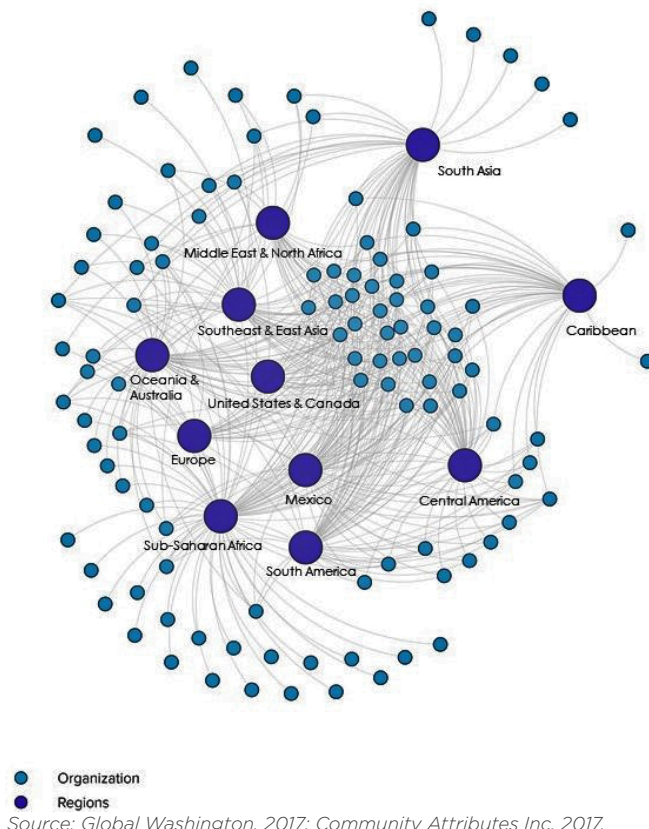 South Asia
Middle East & North Africa
Southeast & East Asia
Caribbean
Oceania &
Australia
United States & Canada
Europe
Mexico
Central America
Sub-Saharan Africa
South America
Organization
Regions
Source: Global Washington, 2017; Community Attributes Inc. 2017.